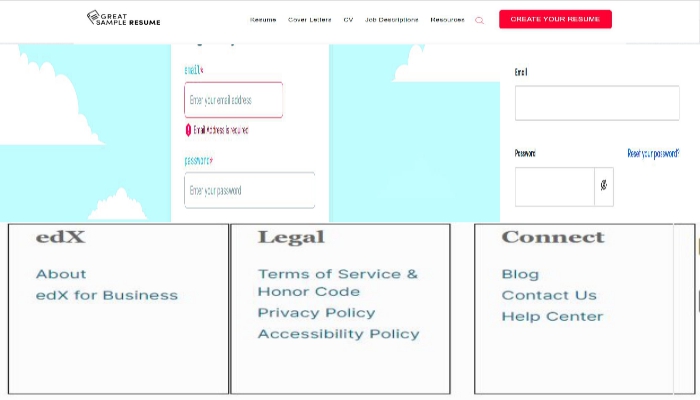 GREAT
SAMPLE RESUME
Resume Cover Letters CV Job Descriptions Resources CREATE YOUR RESUME
email*
Enter your email address
Email Address is required
password*
Enter your password
Email
Password Reset your password?
edX
About
edX for Business
Legal
Terms of Service &
Honor Code
Privacy Policy
Accessibility Policy
Connect
Blog
Contact Us
Help Center